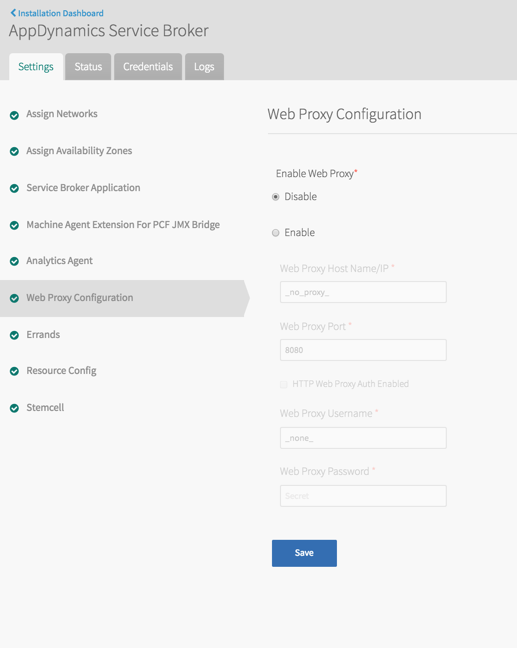 Installation Dashboard
AppDynamics Service Broker
Settings
Status
Credentials
Logs
Assign Networks
Assign Availability Zones
Service Broker Application
Machine Agent Extension For PCF JMX Bridge
Analytics Agent
Web Proxy Configuration
Errands
Resource Config
Stemcell
Web Proxy Configuration
Enable Web Proxy*
Disable
Enable
Web Proxy Host Name/IP *
_no_proxy_
Web Proxy Port *
8080
HTTP Web Proxy Auth Enabled
Web Proxy Username *
_none_
Web Proxy Password *
Secret
Save